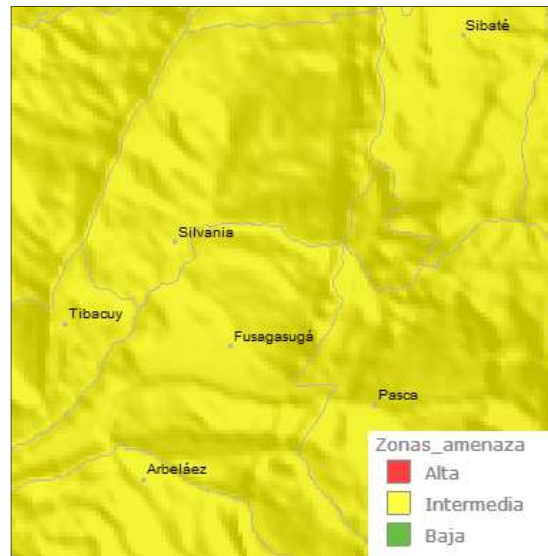 Sibaté
Silvania
Tibacuy
Fusagasugá
Pasca
Arbeláez
Zonas_amenaza
Alta
Intermedia
Baja